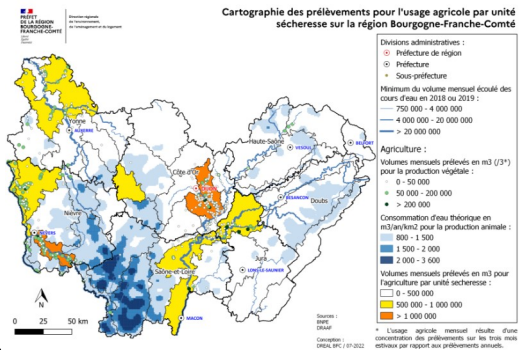 PRÉFET
DE LA RÉGION
BOURGOGNE-
FRANCHE-COMTÉ
Direction régionale
de l'environnement,
de l'aménagement et du logement
Cartographie des prélèvements pour l'usage agricole par unité
sécheresse sur la région Bourgogne-Franche-Comté
Divisions administratives :
Préfecture de région
Préfecture
Sous-préfecture
Minimum du volume mensuel écoulé des
cours d'eau en 2018 ou 2019 :
750 000 - 4 000 000
4 000 000 - 20 000 000
> 20 000 000
Agriculture :
Volumes mensuels prélevés en m3 (/3*)
pour la production végétale :
0 - 50 000
50 000 - 200 000
> 200 000
Consommation d'eau théorique en
m3/an/km2 pour la production animale :
800 - 1 500
1 500 - 2 000
2 000 - 3 600
Volumes mensuels prélevés en m3 pour
l'agriculture par unité secheresse :
0 - 500 000
500 000 - 1 000 000
> 1 000 000
* L'usage agricole mensuel résulte d'une
concentration des prélèvements sur les trois mois
estivaux par rapport aux prélèvements annuels.
Yonne
AUXERRE
Haute-Saône
VESOUL
BELFORT
Côte d'Or
BESANCON
Doubs
Nièvre
NEVERS
Jura
LONS-LE-SAUNIER
Saône-et-Loire
MACON
N
0 25 50 km
Sources :
BNPE
DRAAF
Conception :
DREAL BFC / 07-2022